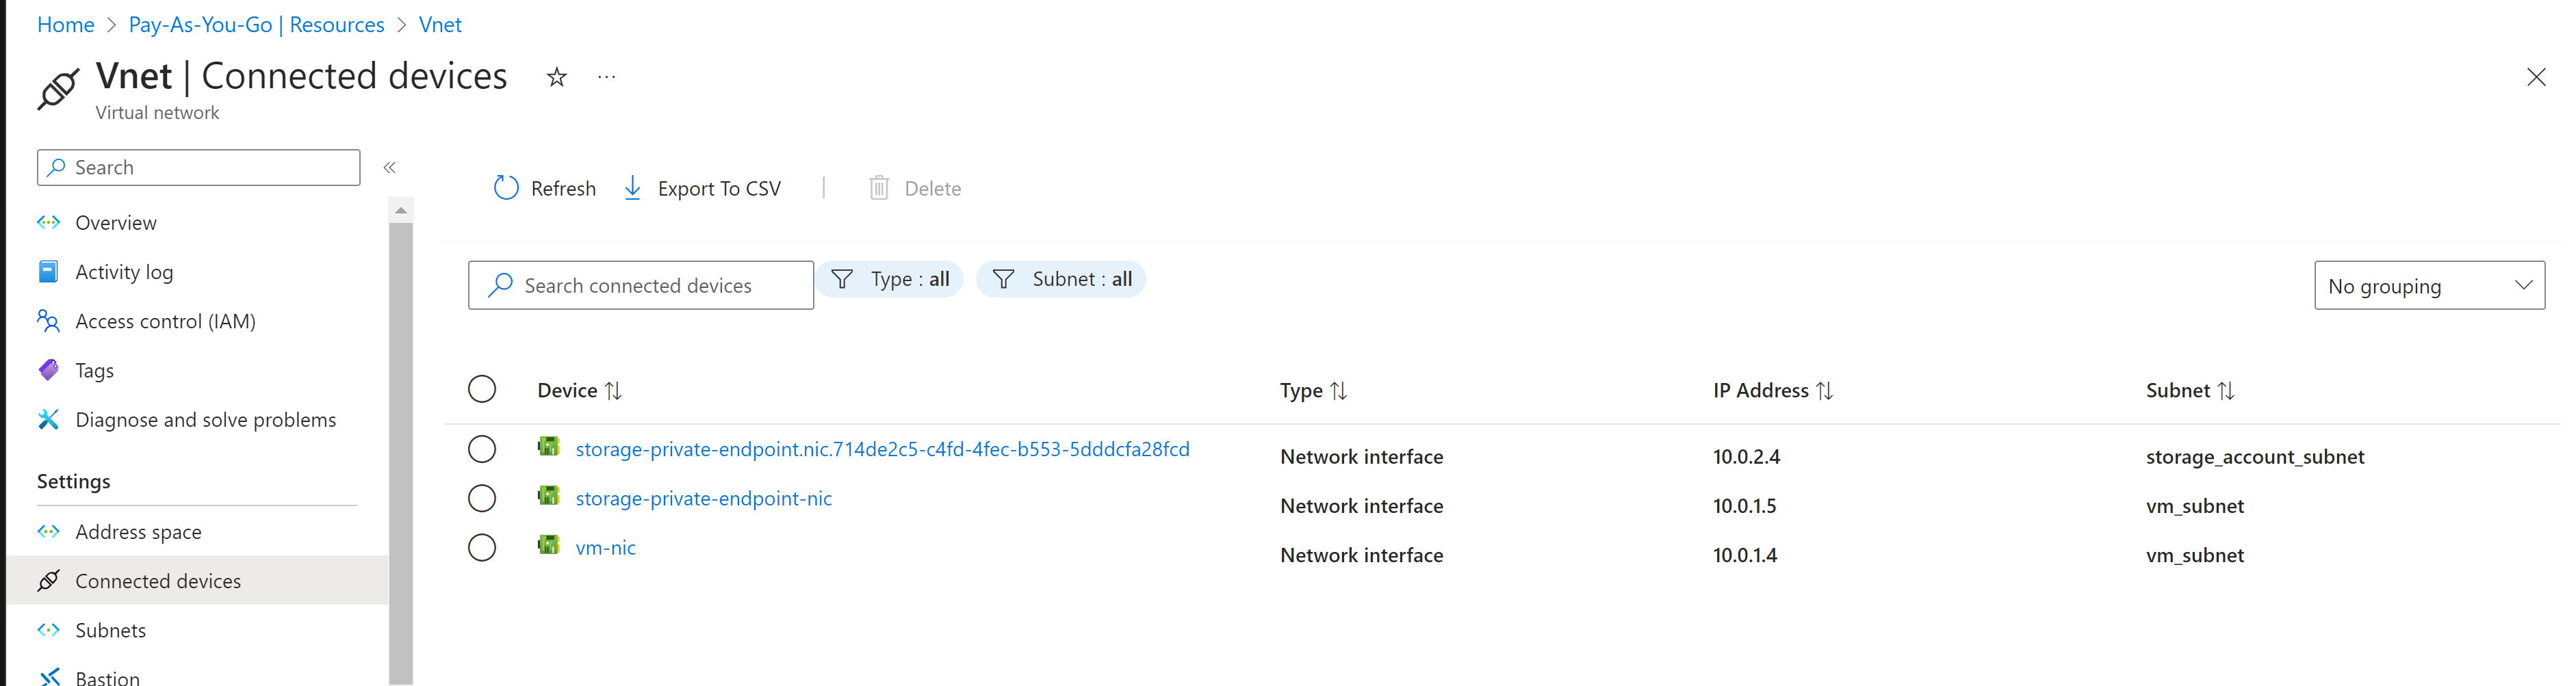 Home > Pay-As-You-Go | Resources > Vnet
Vnet | Connected devices ☆ ···
Virtual network
Search
«
Overview
Activity log
Access control (IAM)
Tags
Diagnose and solve problems
Settings
Address space
Connected devices
Subnets
Bastion
Refresh Export To CSV | Delete
Search connected devices Type : all Subnet : all No grouping
Device Type IP Address Subnet
storage-private-endpoint.nic.714de2c5-c4fd-4fec-b553-5dddcfa28fcd Network interface 10.0.2.4 storage_account_subnet
storage-private-endpoint-nic Network interface 10.0.1.5 vm_subnet
vm-nic Network interface 10.0.1.4 vm_subnet